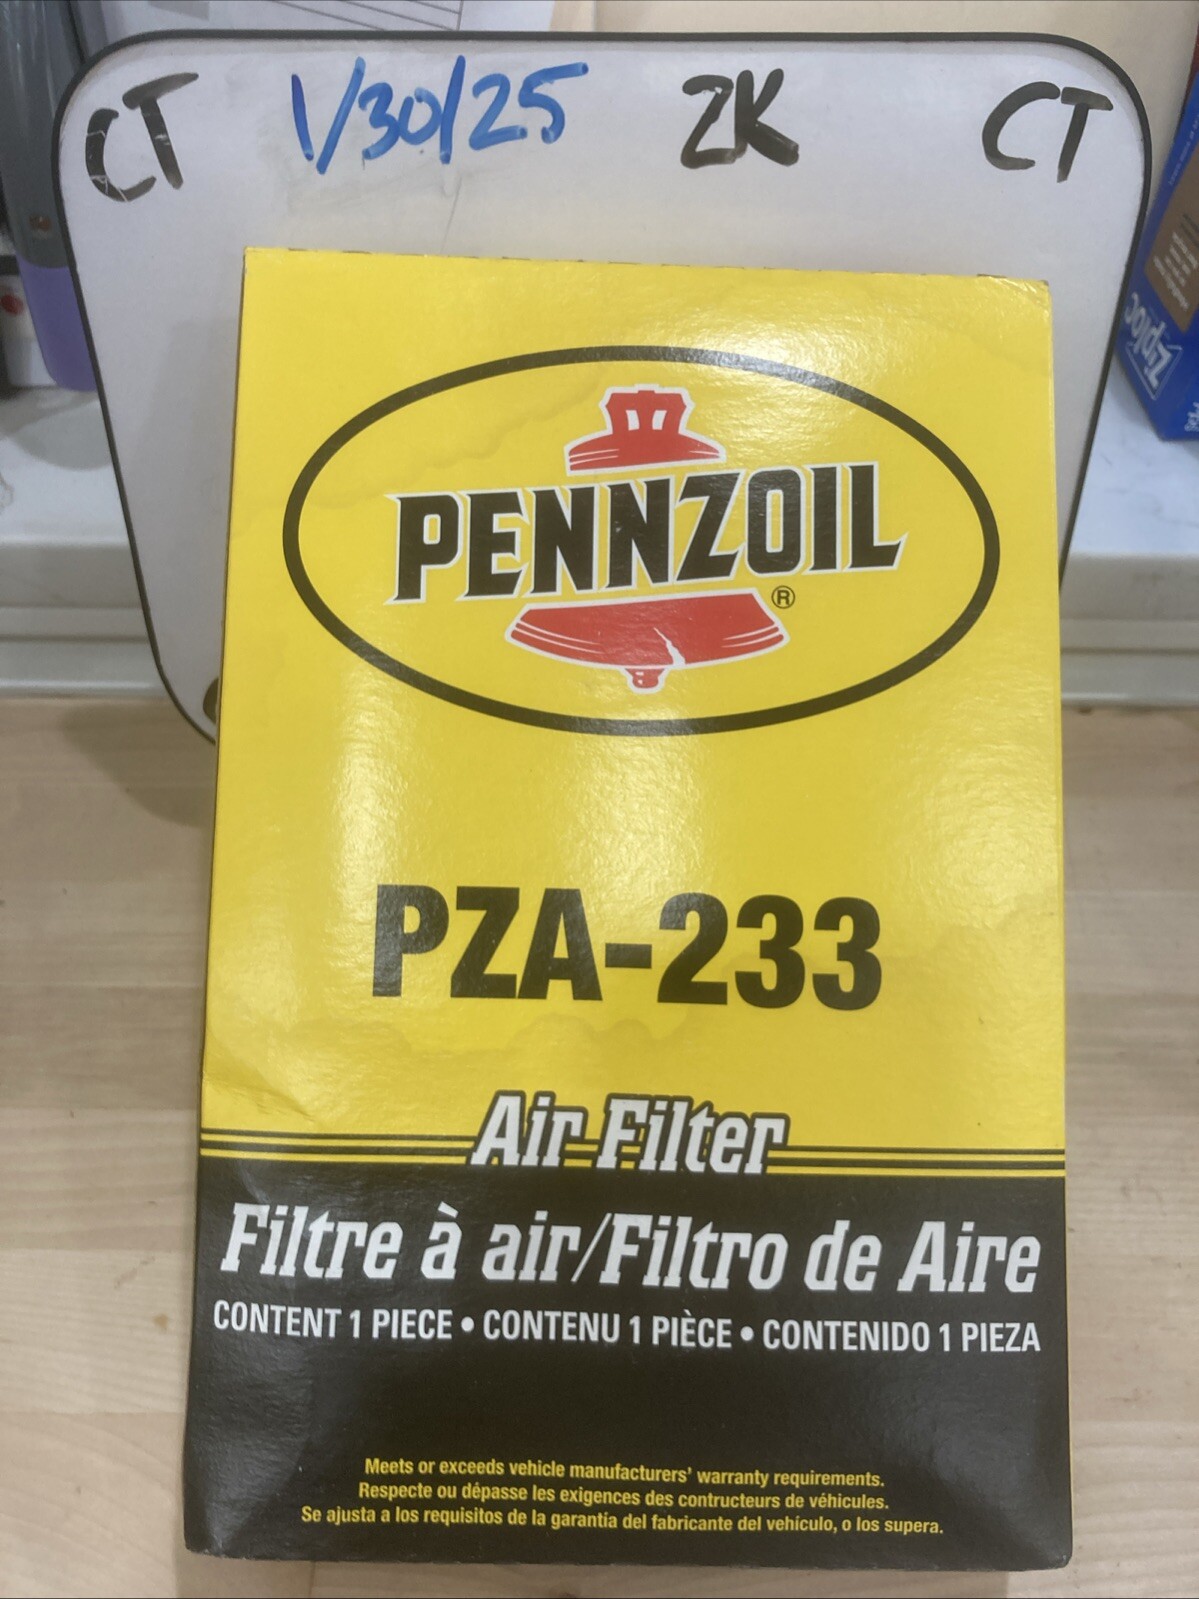 CT 1/30/25 ZK CT
Ziploc
PENNZOIL®
PZA-233
Air Filter
Filtre à air/Filtro de Aire
CONTENT 1 PIECE • CONTENU 1 PIÈCE • CONTENIDO 1 PIEZA
Meets or exceeds vehicle manufacturers' warranty requirements.
Respecte ou dépasse les exigences des contructeurs de véhicules.
Se ajusta a los requisitos de la garantía del fabricante del vehículo, o los supera.